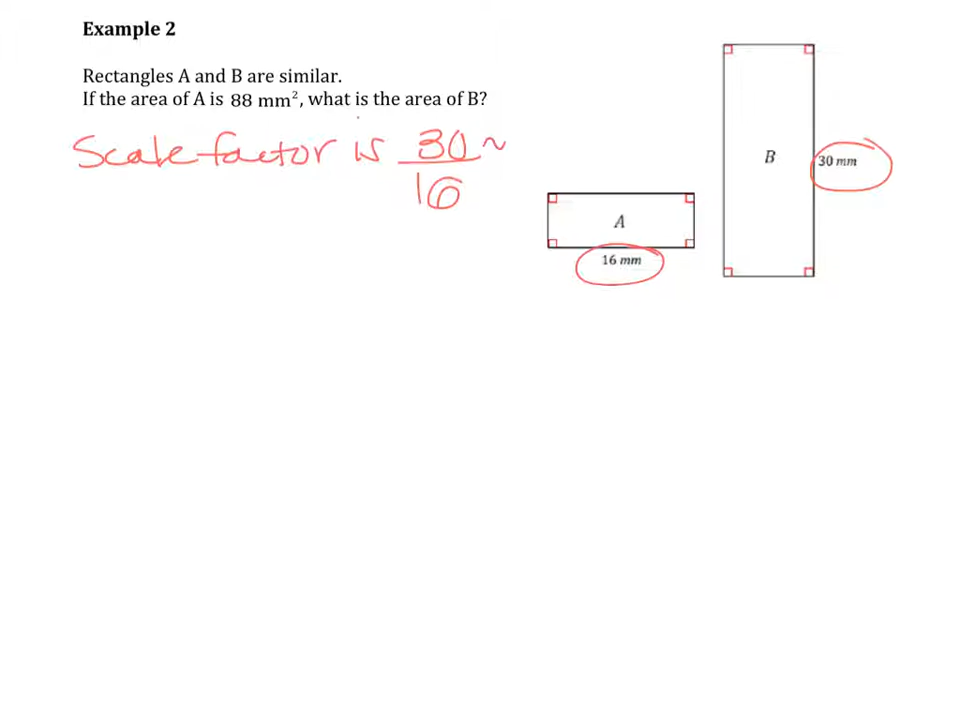 Example 2
Rectangles A and B are similar.
If the area of A is 88 mm², what is the area of B?
Scale factor is 30 ~
16
B
30 mm
A
16 mm